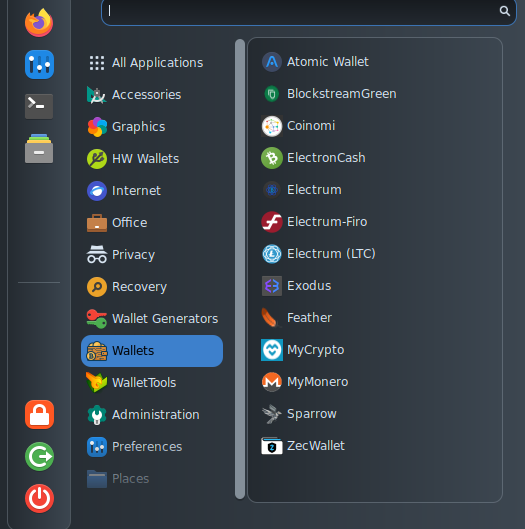 All Applications
Accessories
Graphics
HW Wallets
Internet
Office
Privacy
Recovery
Wallet Generators
Wallets
WalletTools
Administration
Preferences
Places
Atomic Wallet
BlockstreamGreen
Coinomi
ElectronCash
Electrum
Electrum-Firo
Electrum (LTC)
Exodus
Feather
MyCrypto
MyMonero
Sparrow
ZecWallet